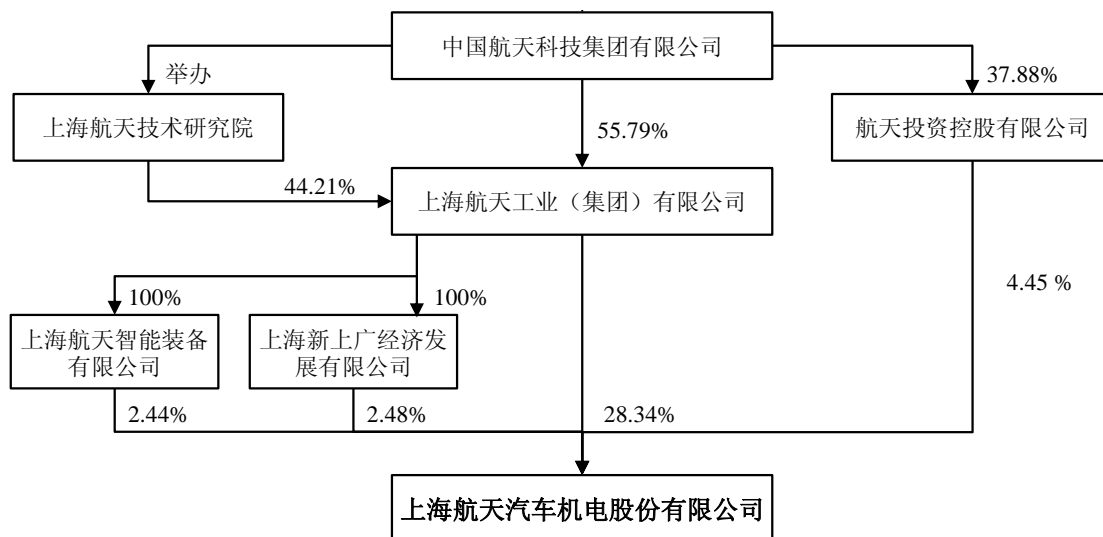 中国航天科技集团有限公司
举办
37.88%
上海航天技术研究院
55.79%
航天投资控股有限公司
44.21%
上海航天工业（集团）有限公司
4.45 %
100%
100%
上海航天智能装备
有限公司
上海新上广经济发
展有限公司
2.44%
2.48%
28.34%
上海航天汽车机电股份有限公司